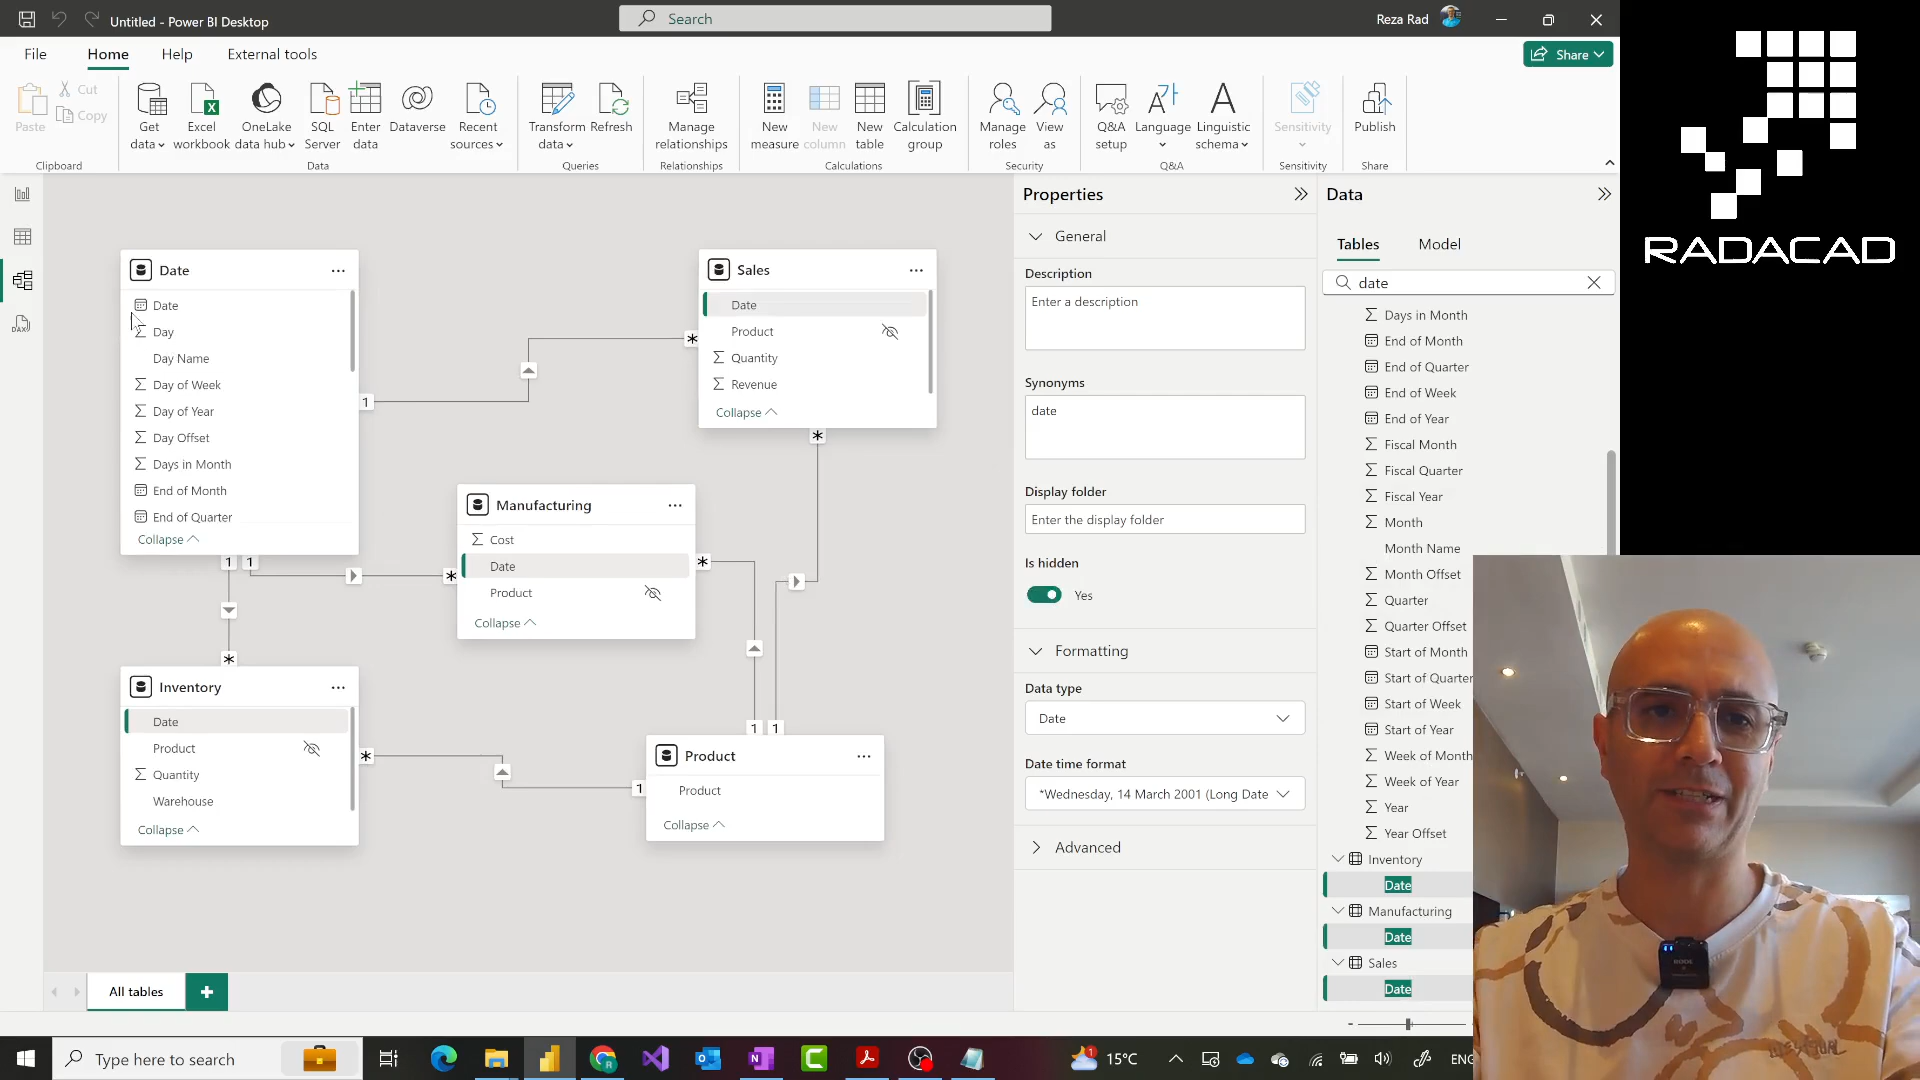 Untitled - Power BI Desktop
Search
Reza Rad
File
Home
Help
External tools
Share
Paste
Cut
Copy
Get data
Excel workbook
OneLake data hub
SQL Server
Enter data
Dataverse
Recent sources
Transform data
Refresh
Manage relationships
New measure
New column
New table
Calculation group
Manage roles
View as
Q&A setup
Language
Linguistic schema
Sensitivity
Publish
Clipboard
Data
Queries
Relationships
Calculations
Security
Q&A
Sensitivity
Share
DAX
Date
Date
Day
Day Name
Day of Week
Day of Year
Day Offset
Days in Month
End of Month
End of Quarter
Collapse
Sales
Date
Product
Quantity
Revenue
Collapse
1
*
*
Manufacturing
Cost
Date
Product
Collapse
1 1
*
*
*
Inventory
Date
Product
Quantity
Warehouse
Collapse
*
1
1 1
Product
Product
Collapse
All tables
Properties
General
Description
Enter a description
Synonyms
date
Display folder
Enter the display folder
Is hidden
Yes
Formatting
Data type
Date
Date time format
*Wednesday, 14 March 2001 (Long Date
Advanced
Data
Tables
Model
date
Days in Month
End of Month
End of Quarter
End of Week
End of Year
Fiscal Month
Fiscal Quarter
Fiscal Year
Month
Month Name
Month Offset
Quarter
Quarter Offset
Start of Month
Start of Quarter
Start of Week
Start of Year
Week of Month
Week of Year
Year
Year Offset
Inventory
Date
Manufacturing
Date
Sales
Date
RADACAD
RODE
Type here to search
1
15°C
ENG